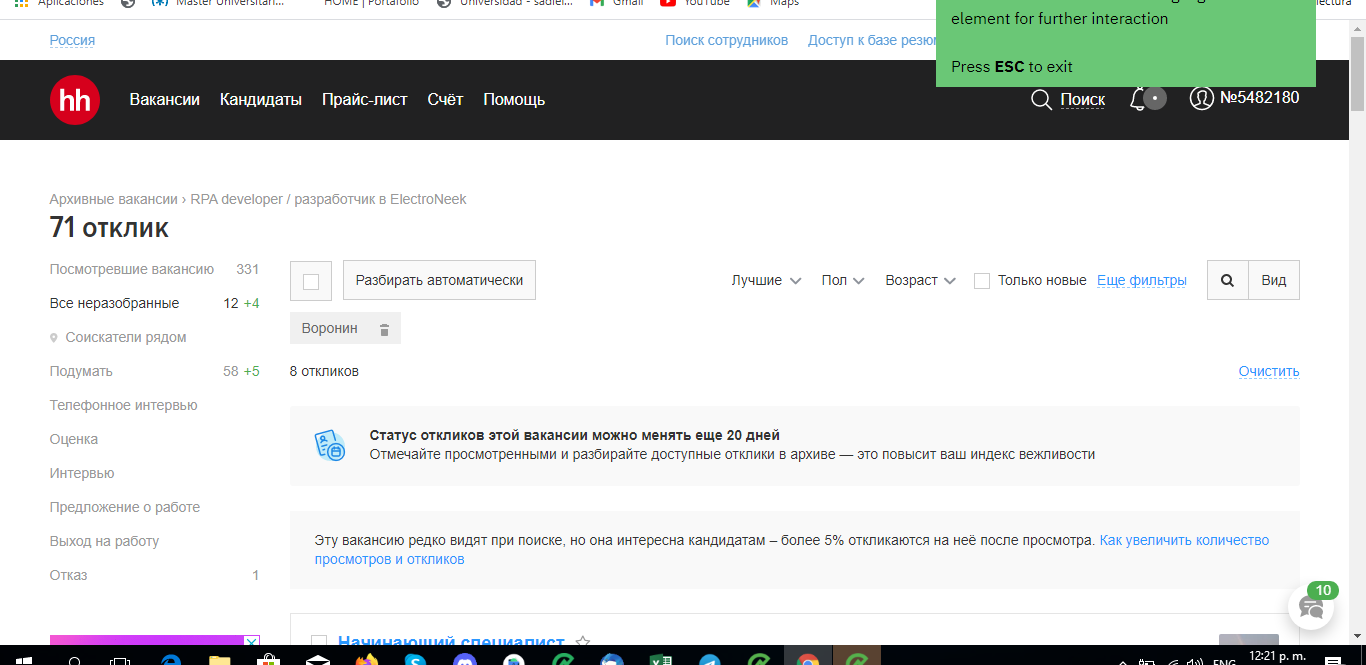 Aplicaciones Master Universitari... HOME | Portafolio Universidad - sadiel... Gmail YouTube Maps
element for further interaction
Press ESC to exit
Россия Поиск сотрудников Доступ к базе резю
hh Вакансии Кандидаты Прайс-лист Счёт Помощь Поиск №5482180
Архивные вакансии › RPA developer / разработчик в ElectroNeek
71 отклик
Посмотревшие вакансию 331
Все неразобранные 12 +4
Соискатели рядом
Подумать 58 +5
Телефонное интервью
Оценка
Интервью
Предложение о работе
Выход на работу
Отказ 1
Разбирать автоматически Лучшие Пол Возраст Только новые Еще фильтры Вид
Воронин
8 откликов Очистить
Статус откликов этой вакансии можно менять еще 20 дней
Отмечайте просмотренными и разбирайте доступные отклики в архиве — это повысит ваш индекс вежливости
Эту вакансию редко видят при поиске, но она интересна кандидатам – более 5% откликаются на неё после просмотра. Как увеличить количество
просмотров и откликов
10
Начинающий специалист
ENG 12:21 p. m.